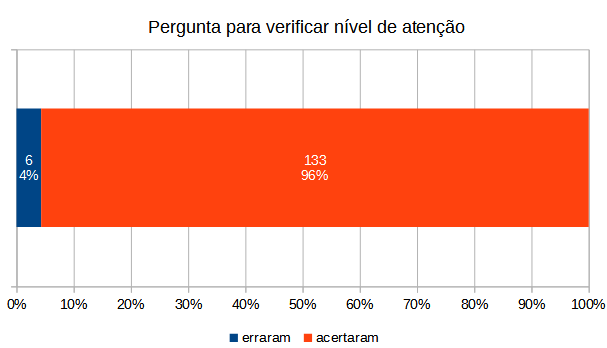 Pergunta para verificar nível de atenção
6
4%
133
96%
0% 10% 20% 30% 40% 50% 60% 70% 80% 90% 100%
erraram acertaram